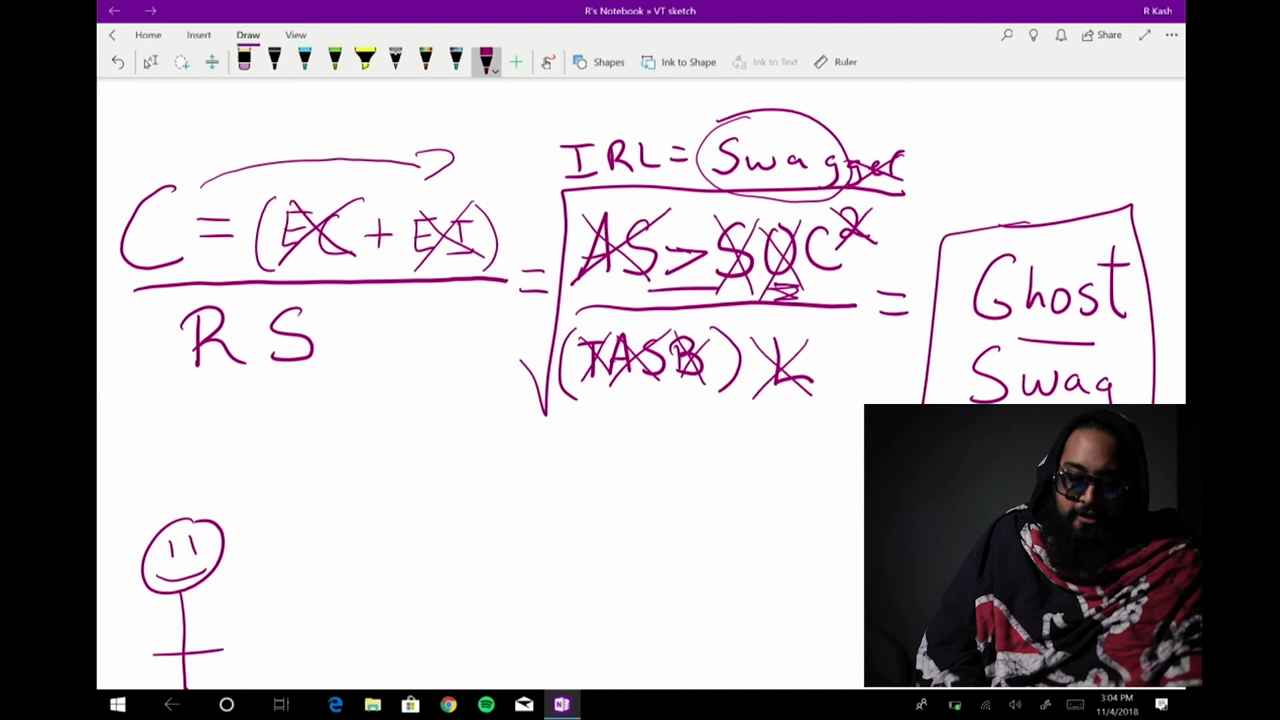 R's Notebook » VT sketch
R Kash
Home Insert Draw View
Share
Shapes Ink to Shape Ink to Text Ruler
IRL = Swagger
C = (EC + EI) = AS ≥ SOC² = Ghost
RS √ (TASB) L Swag
3:04 PM
11/4/2018